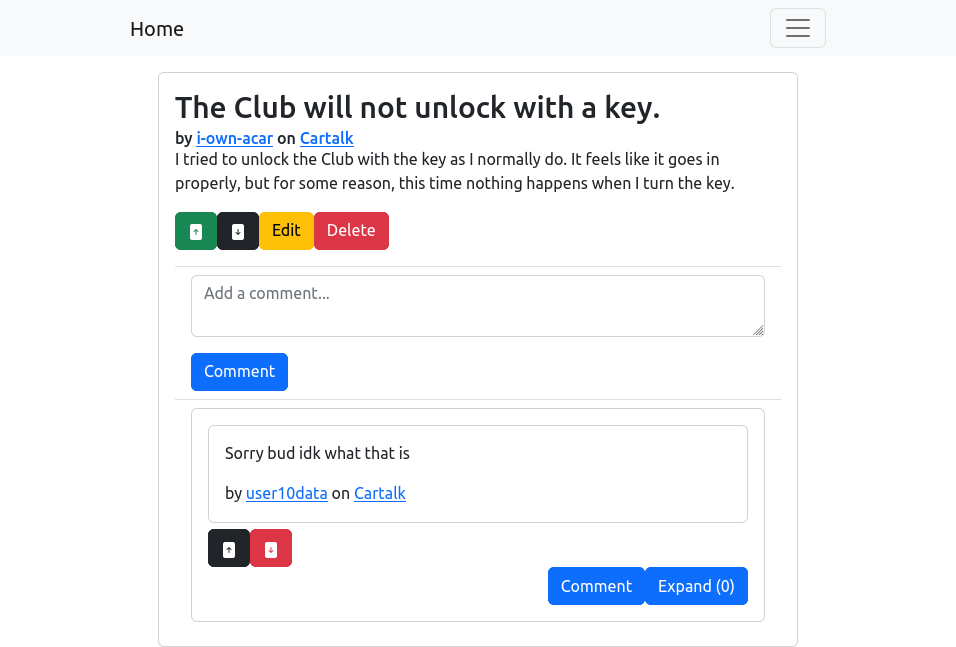 Home
The Club will not unlock with a key.
by i-own-acar on Cartalk
I tried to unlock the Club with the key as I normally do. It feels like it goes in
properly, but for some reason, this time nothing happens when I turn the key.
Edit Delete
Add a comment...
Comment
Sorry bud idk what that is
by user10data on Cartalk
Comment Expand (0)